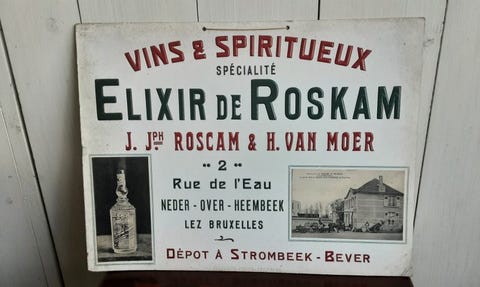 VINS & SPIRITUEUX
SPÉCIALITÉ
ELIXIR DE ROSKAM
J. JPH ROSCAM & H. VAN MOER
" 2 "
Rue de l'Eau
NEDER - OVER - HEEMBEEK
LEZ BRUXELLES
DÉPOT À STROMBEEK - BEVER